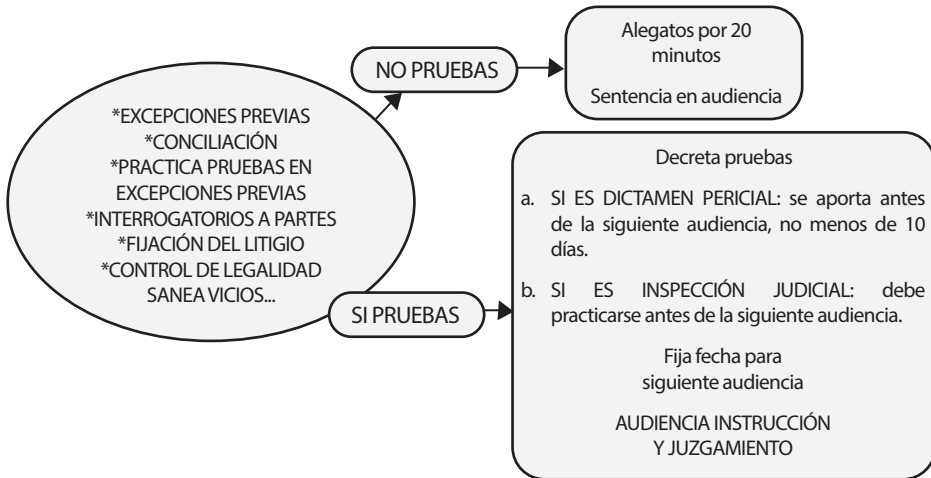 *EXCEPCIONES PREVIAS
*CONCILIACIÓN
*PRACTICA PRUEBAS EN
EXCEPCIONES PREVIAS
*INTERROGATORIOS A PARTES
*FIJACIÓN DEL LITIGIO
*CONTROL DE LEGALIDAD
SANEA VICIOS...
NO PRUEBAS
Alegatos por 20
minutos
Sentencia en audiencia
SI PRUEBAS
Decreta pruebas
a. SI ES DICTAMEN PERICIAL: se aporta antes
de la siguiente audiencia, no menos de 10
días.
b. SI ES INSPECCIÓN JUDICIAL: debe
practicarse antes de la siguiente audiencia.
Fija fecha para
siguiente audiencia
AUDIENCIA INSTRUCCIÓN
Y JUZGAMIENTO